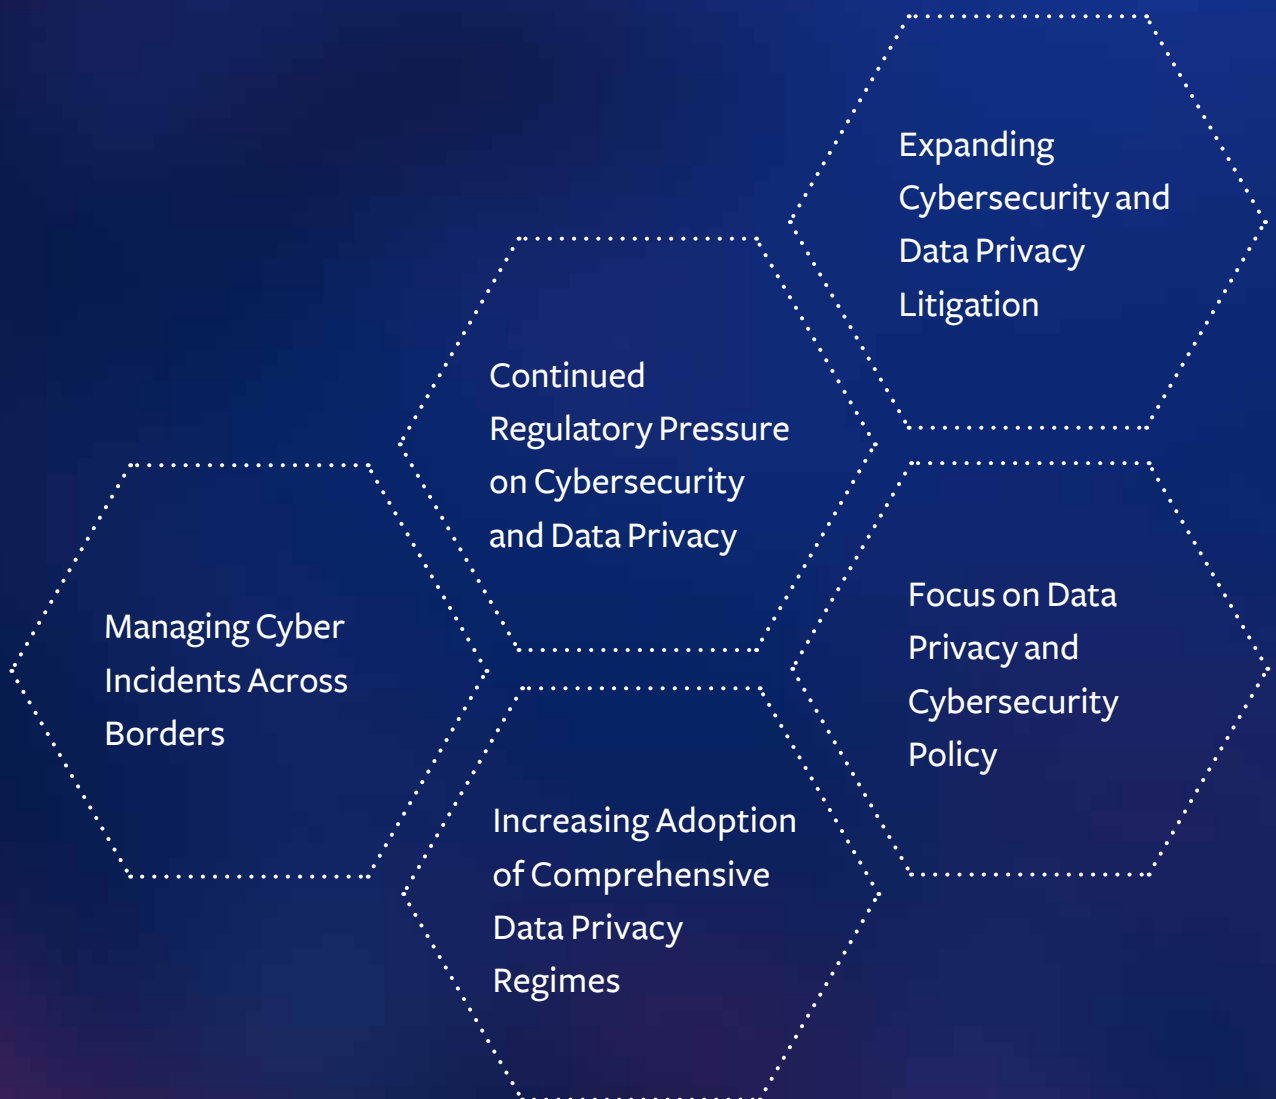 Expanding
Cybersecurity and
Data Privacy
Litigation
Continued
Regulatory Pressure
on Cybersecurity
and Data Privacy
Managing Cyber
Incidents Across
Borders
Focus on Data
Privacy and
Cybersecurity
Policy
Increasing Adoption
of Comprehensive
Data Privacy
Regimes